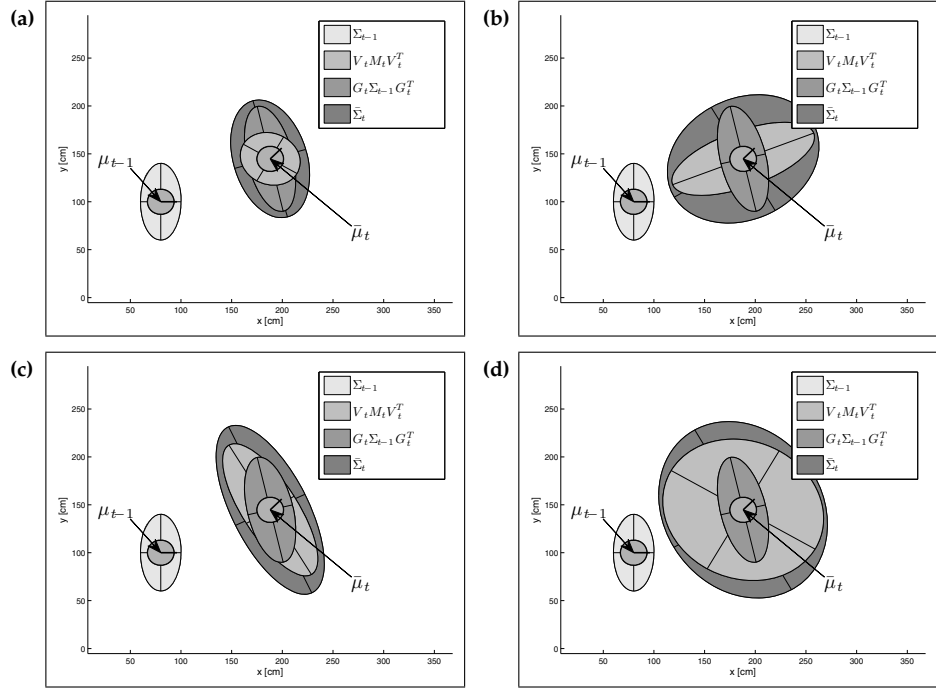 (a)
Σ_{t−1}
V_t M_t V_t^T
G_t Σ_{t−1} G_t^T
Σ̄_t
μ_{t−1}
μ̄_t
y [cm]
300
250
200
150
100
50
0
50 100 150 200 250 300 350
x [cm]
(b)
Σ_{t−1}
V_t M_t V_t^T
G_t Σ_{t−1} G_t^T
Σ̄_t
μ_{t−1}
μ̄_t
y [cm]
250
200
150
100
50
0
50 100 150 200 250 300 350
x [cm]
(c)
Σ_{t−1}
V_t M_t V_t^T
G_t Σ_{t−1} G_t^T
Σ̄_t
μ_{t−1}
μ̄_t
y [cm]
250
200
150
100
50
0
50 100 150 200 250 300 350
x [cm]
(d)
Σ_{t−1}
V_t M_t V_t^T
G_t Σ_{t−1} G_t^T
Σ̄_t
μ_{t−1}
μ̄_t
y [cm]
250
200
150
100
50
0
50 100 150 200 250 300 350
x [cm]